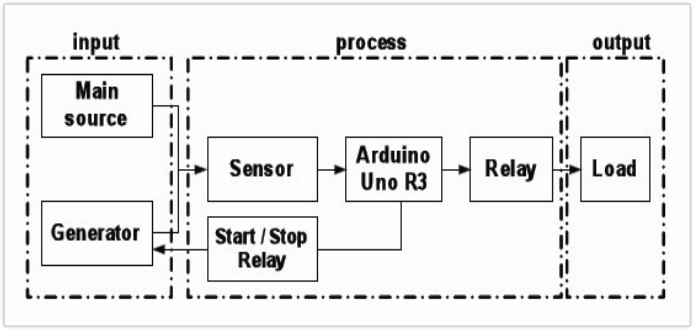 input
process
output
Main
source
Sensor
Arduino
Uno R3
Relay
Load
Generator
Start / Stop
Relay